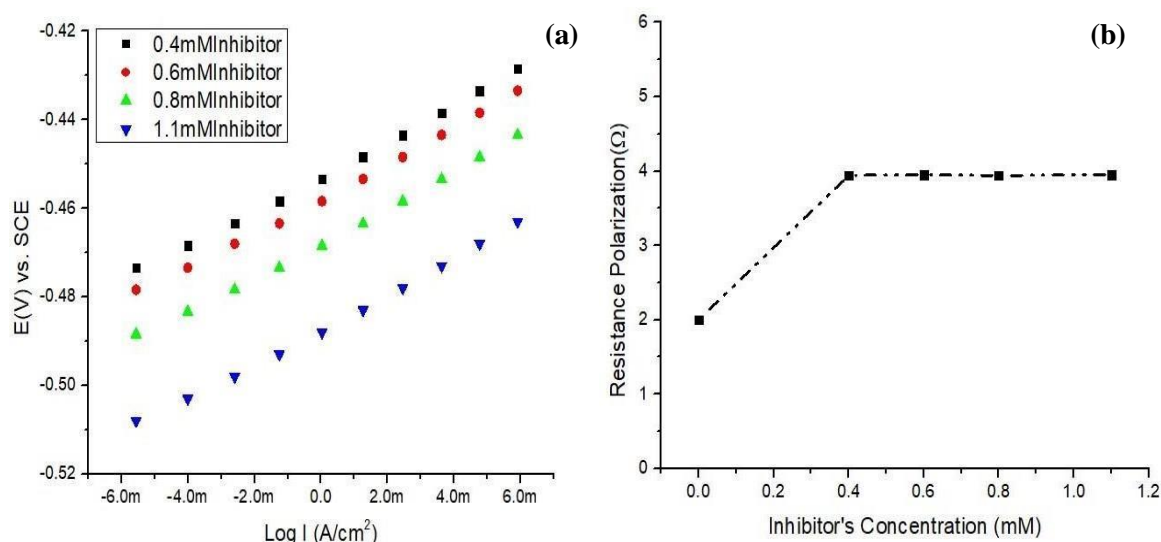 (a)
0.4mMInhibitor
0.6mMInhibitor
0.8mMInhibitor
1.1mMInhibitor
E(V) vs. SCE
-0.42
-0.44
-0.46
-0.48
-0.50
-0.52
-6.0m -4.0m -2.0m 0.0 2.0m 4.0m 6.0m
Log I (A/cm²)
(b)
Resistance Polarization(Ω)
6
5
4
3
2
1
0
0.0 0.2 0.4 0.6 0.8 1.0 1.2
Inhibitor's Concentration (mM)